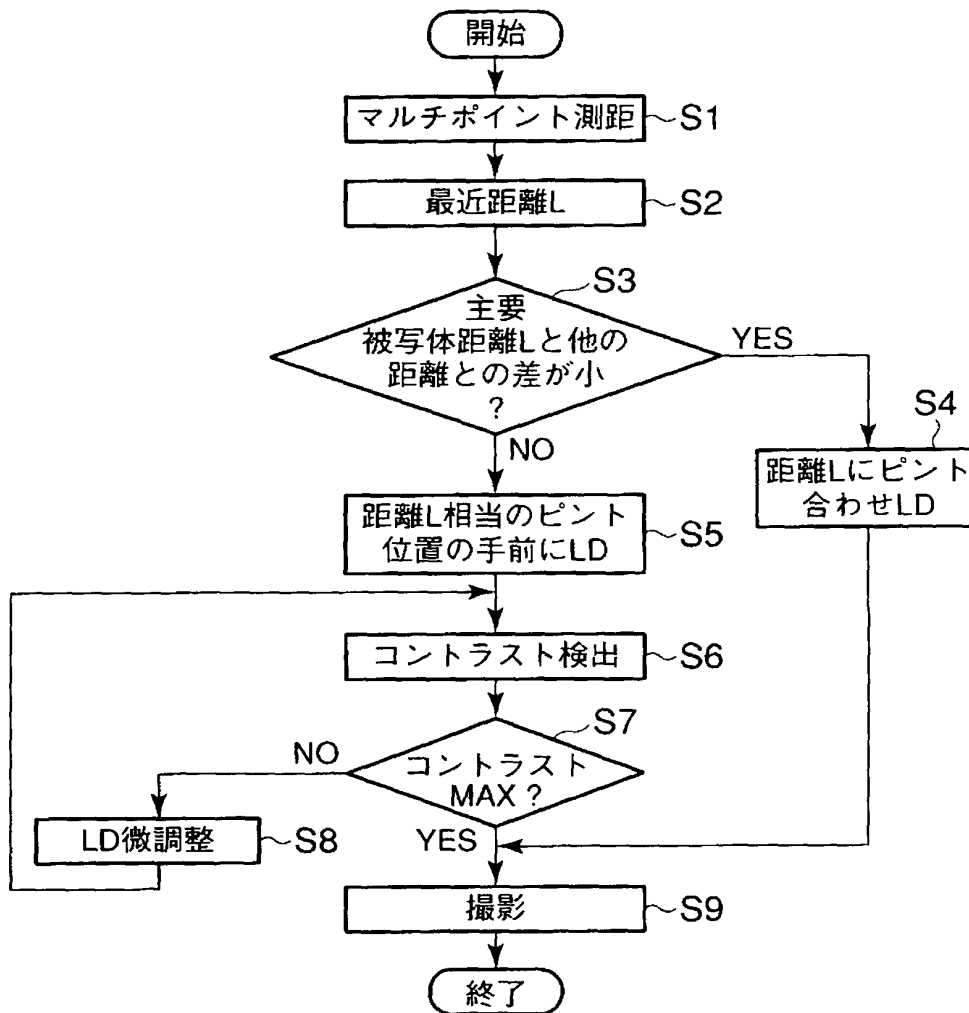 開始
マルチポイント測距
S1
最近距離L
S2
S3
主要
被写体距離Lと他の
距離との差が小
?
YES
NO
S4
距離Lにピント
合わせLD
距離L相当のピント
位置の手前にLD
S5
コントラスト検出
S6
S7
コントラスト
MAX?
NO
YES
LD微調整
S8
撮影
S9
終了